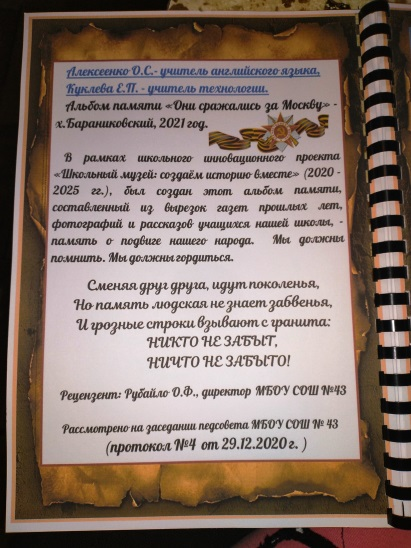 Алексеенко О.С.- учитель английского языка,
Куклева Е.П. - учитель технологии.
Альбом памяти «Они сражались за Москву» -
х.Бараниковский, 2021 год.
В рамках школьного инновационного проекта
«Школьный музей: создаём историю вместе» (2020 -
2025 гг.), был создан этот альбом памяти,
составленный из вырезок газет прошлых лет,
фотографий и рассказов учащихся нашей школы, -
память о подвиге нашего народа. Мы должны
помнить. Мы должны гордиться.
Сменяя друг друга, идут поколенья,
Но память людская не знает забвенья,
И грозные строки взывают с гранита:
НИКТО НЕ ЗАБЫТ,
НИЧТО НЕ ЗАБЫТО!
Рецензент: Рубайло О.Ф., директор МБОУ СОШ №43
Рассмотрено на заседании педсовета МБОУ СОШ № 43
(протокол №4 от 29.12.2020 г. )